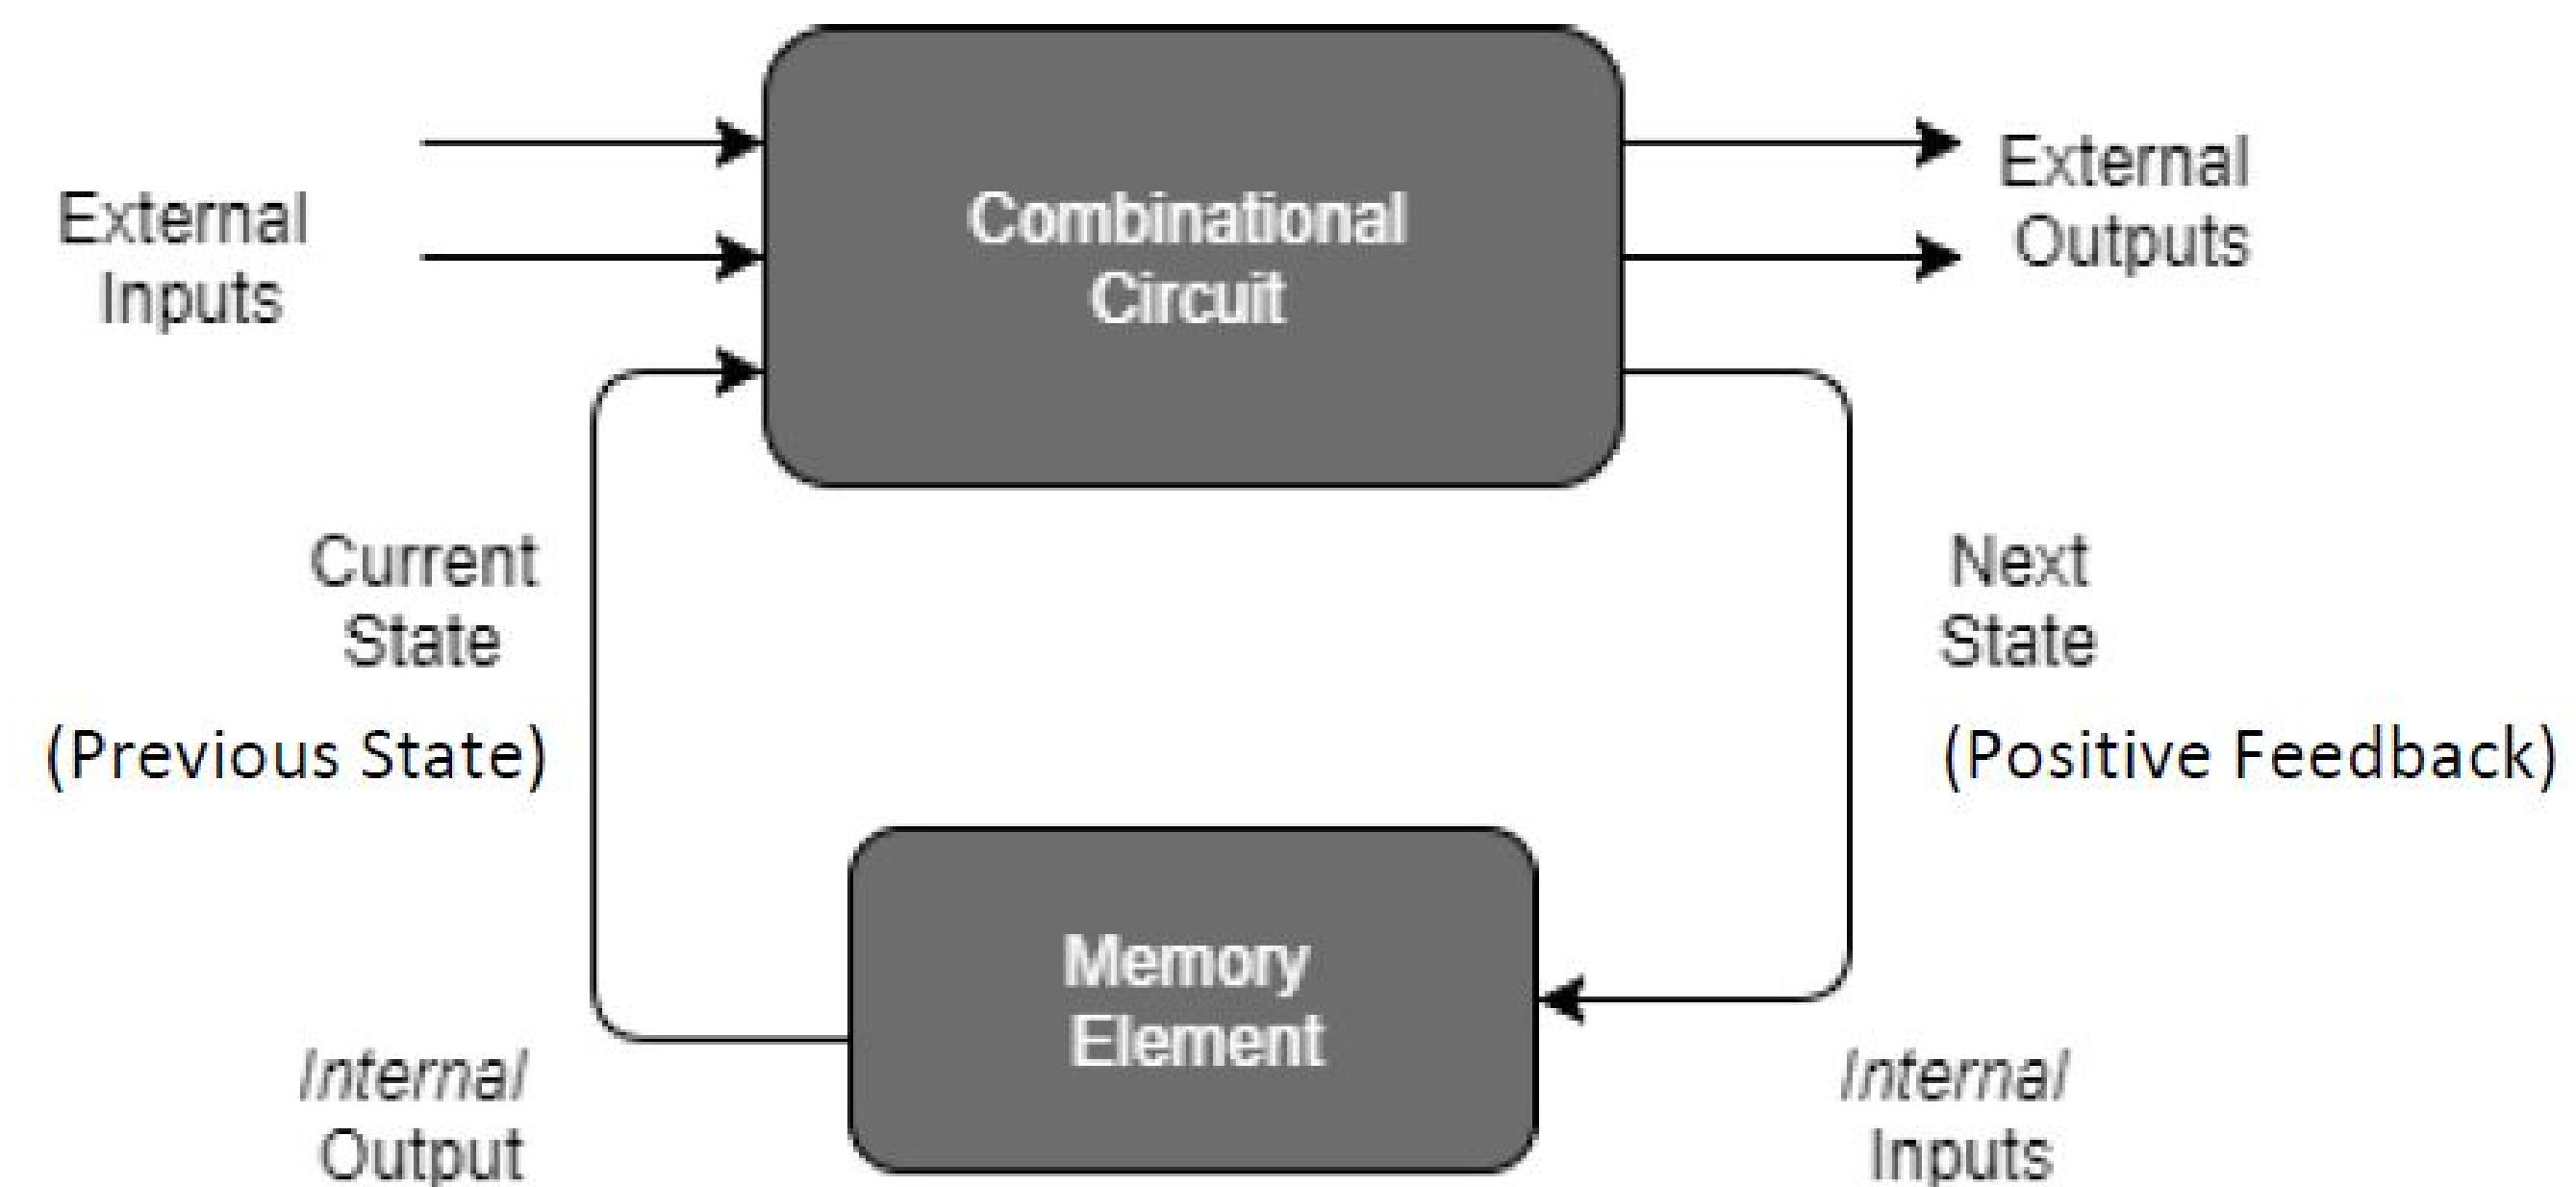 External
Inputs
Combinational
Circuit
External
Outputs
Current
State
(Previous State)
Next
State
(Positive Feedback)
Memory
Element
Internal
Output
Internal
Inputs